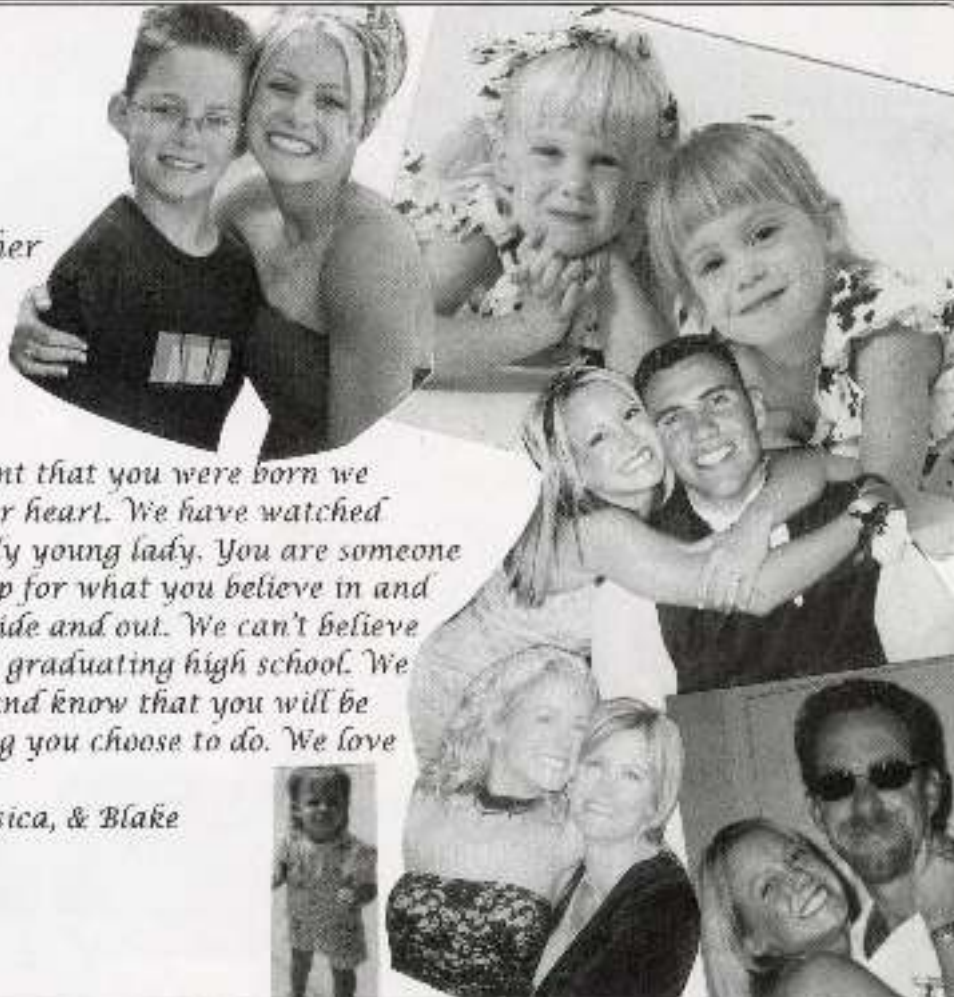 her
nt that you were born we
r heart. We have watched
ly young lady. You are someone
p for what you believe in and
ide and out. We can't believe
graduating high school. We
nd know that you will be
g you choose to do. We love
sica, & Blake